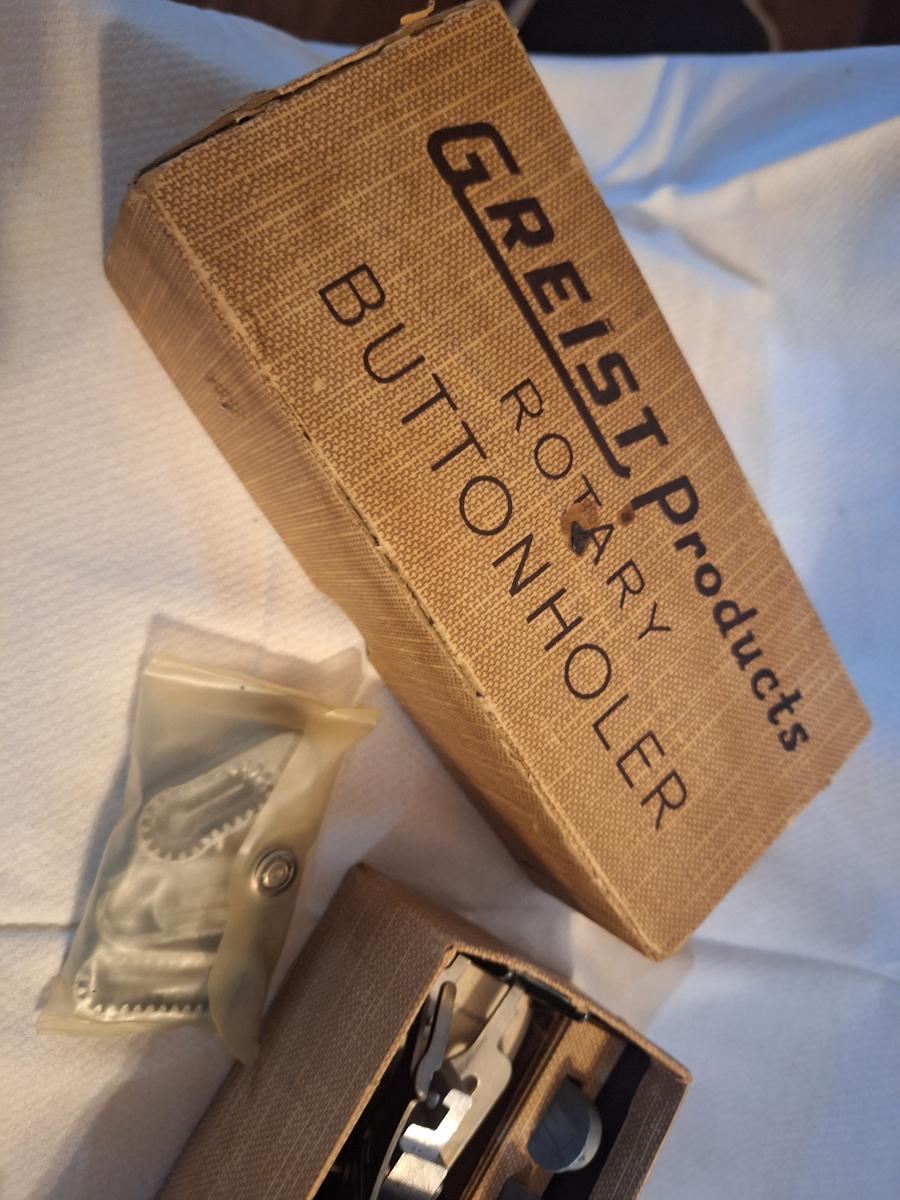 GREIST Products
ROTARY
BUTTONHOLER